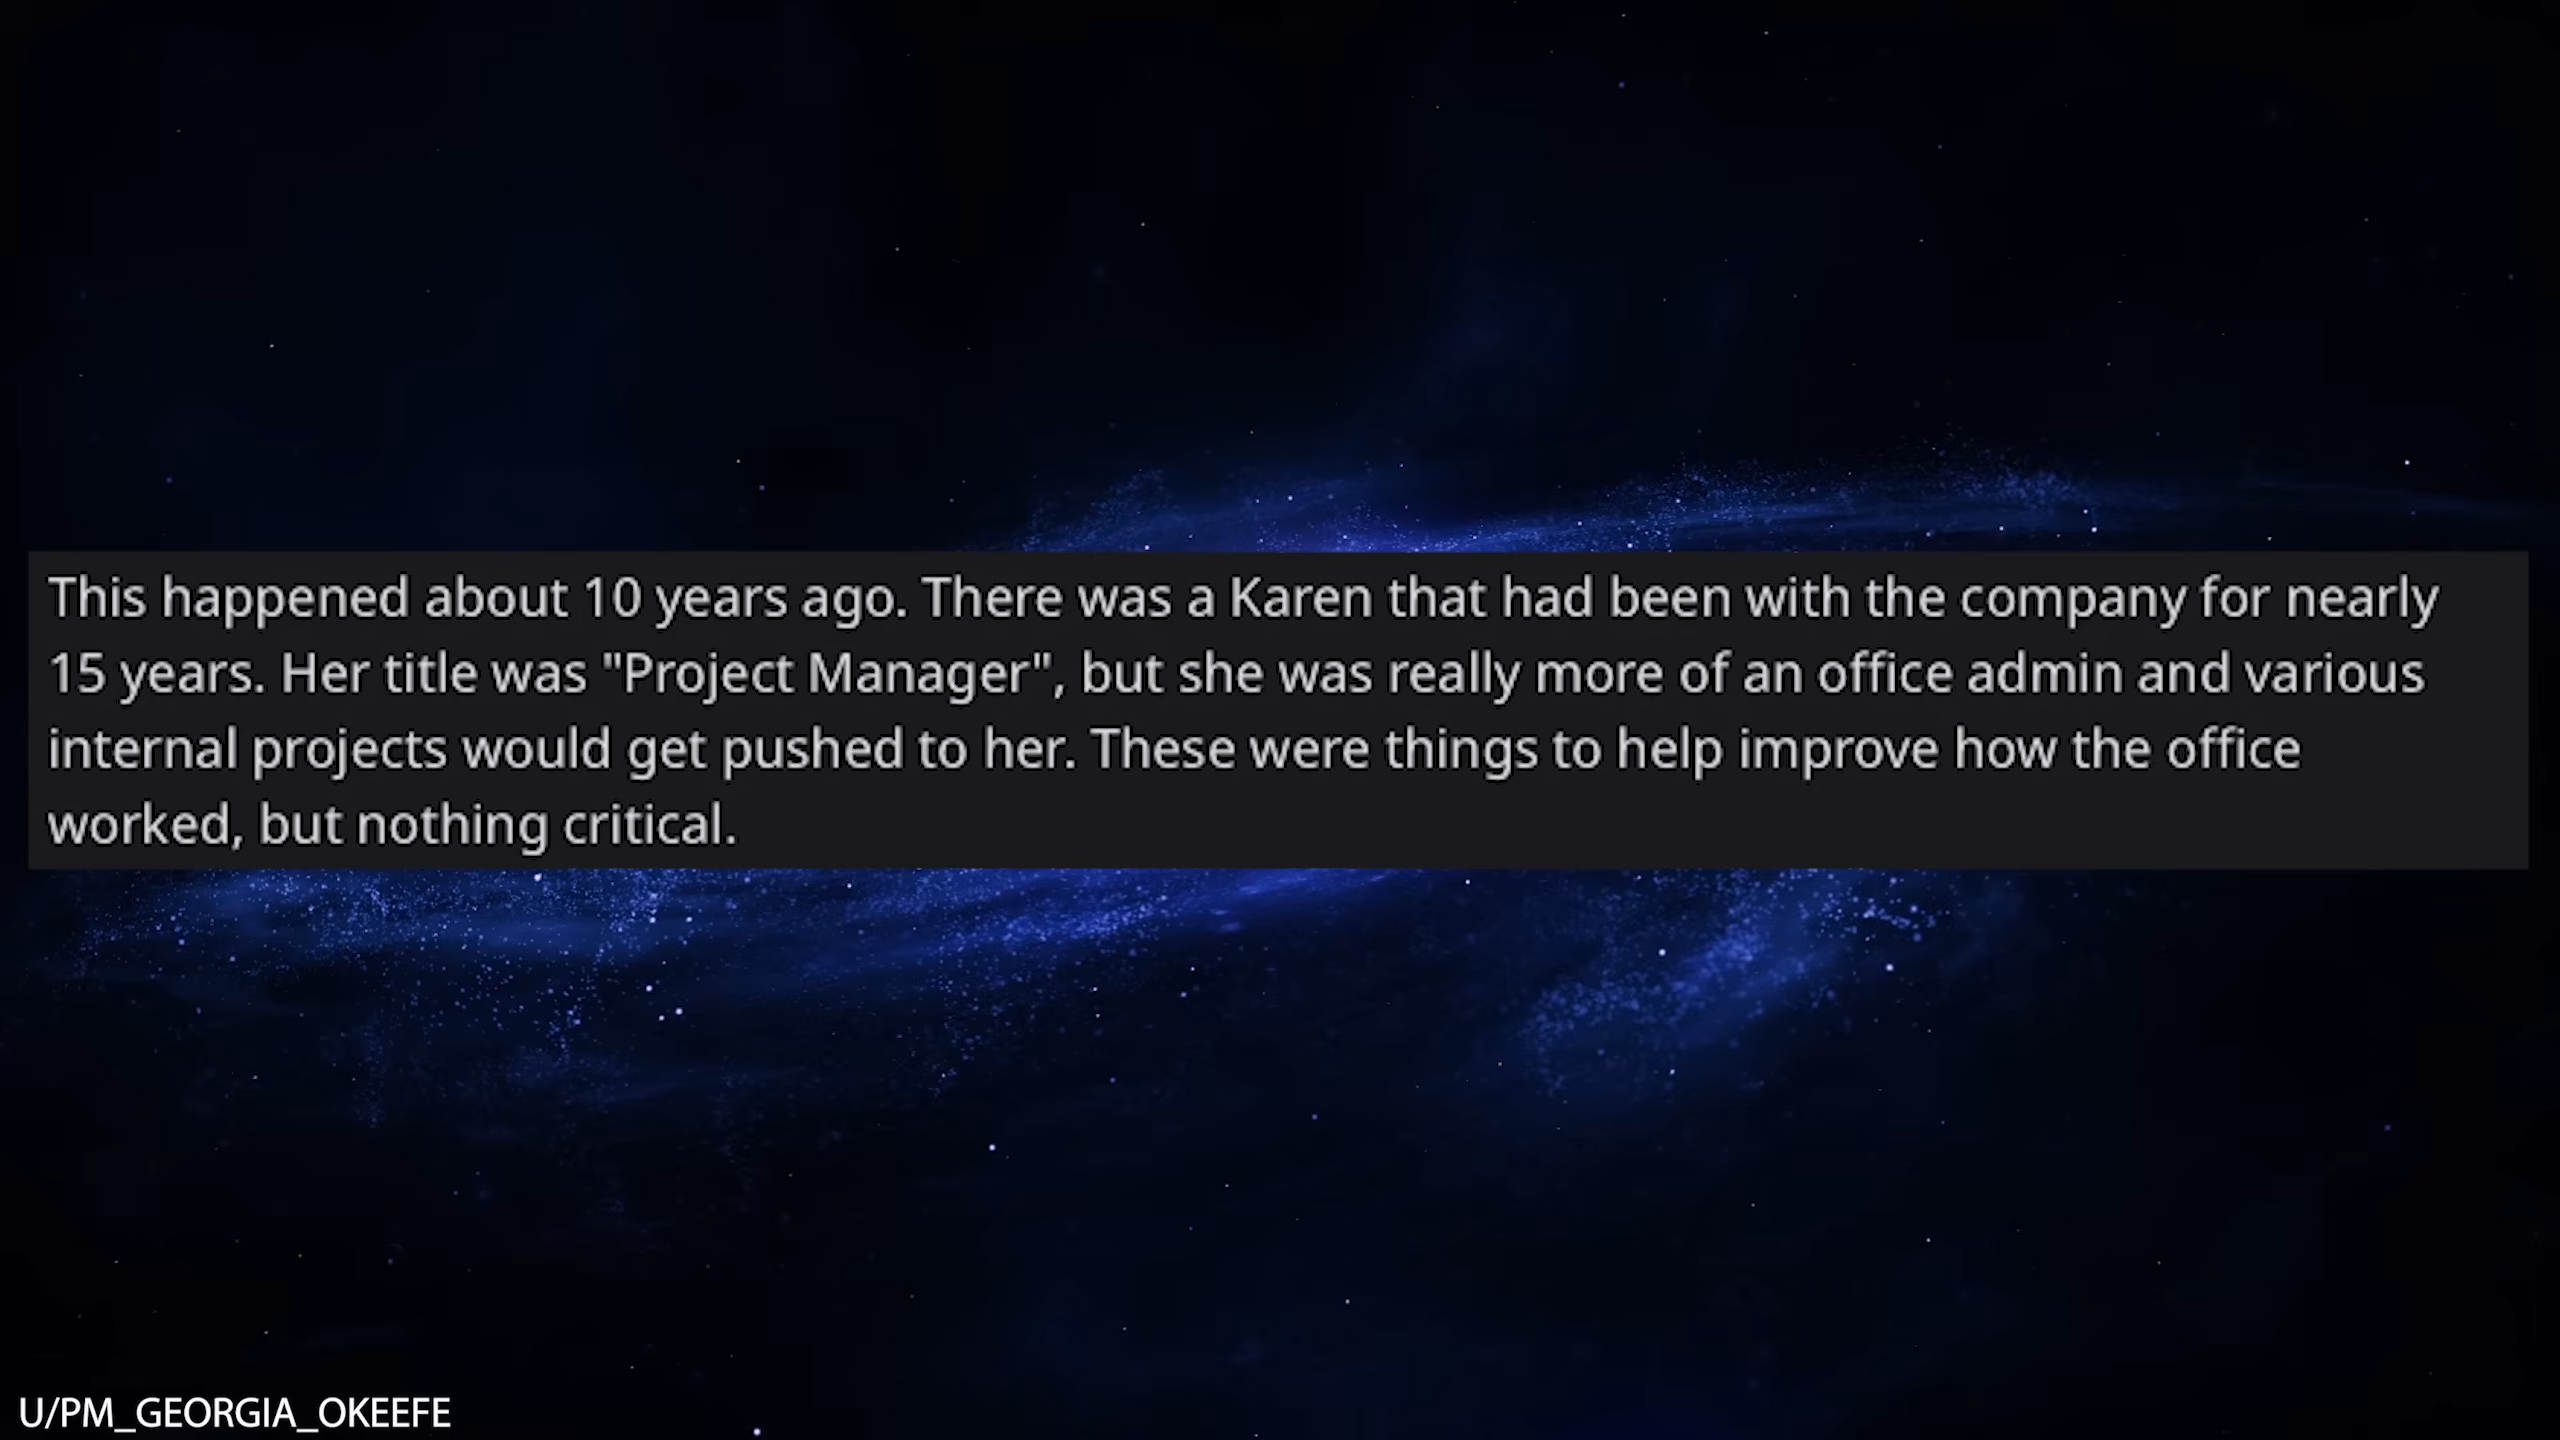 This happened about 10 years ago. There was a Karen that had been with the company for nearly
15 years. Her title was "Project Manager", but she was really more of an office admin and various
internal projects would get pushed to her. These were things to help improve how the office
worked, but nothing critical.
U/PM_GEORGIA_OKEEFE